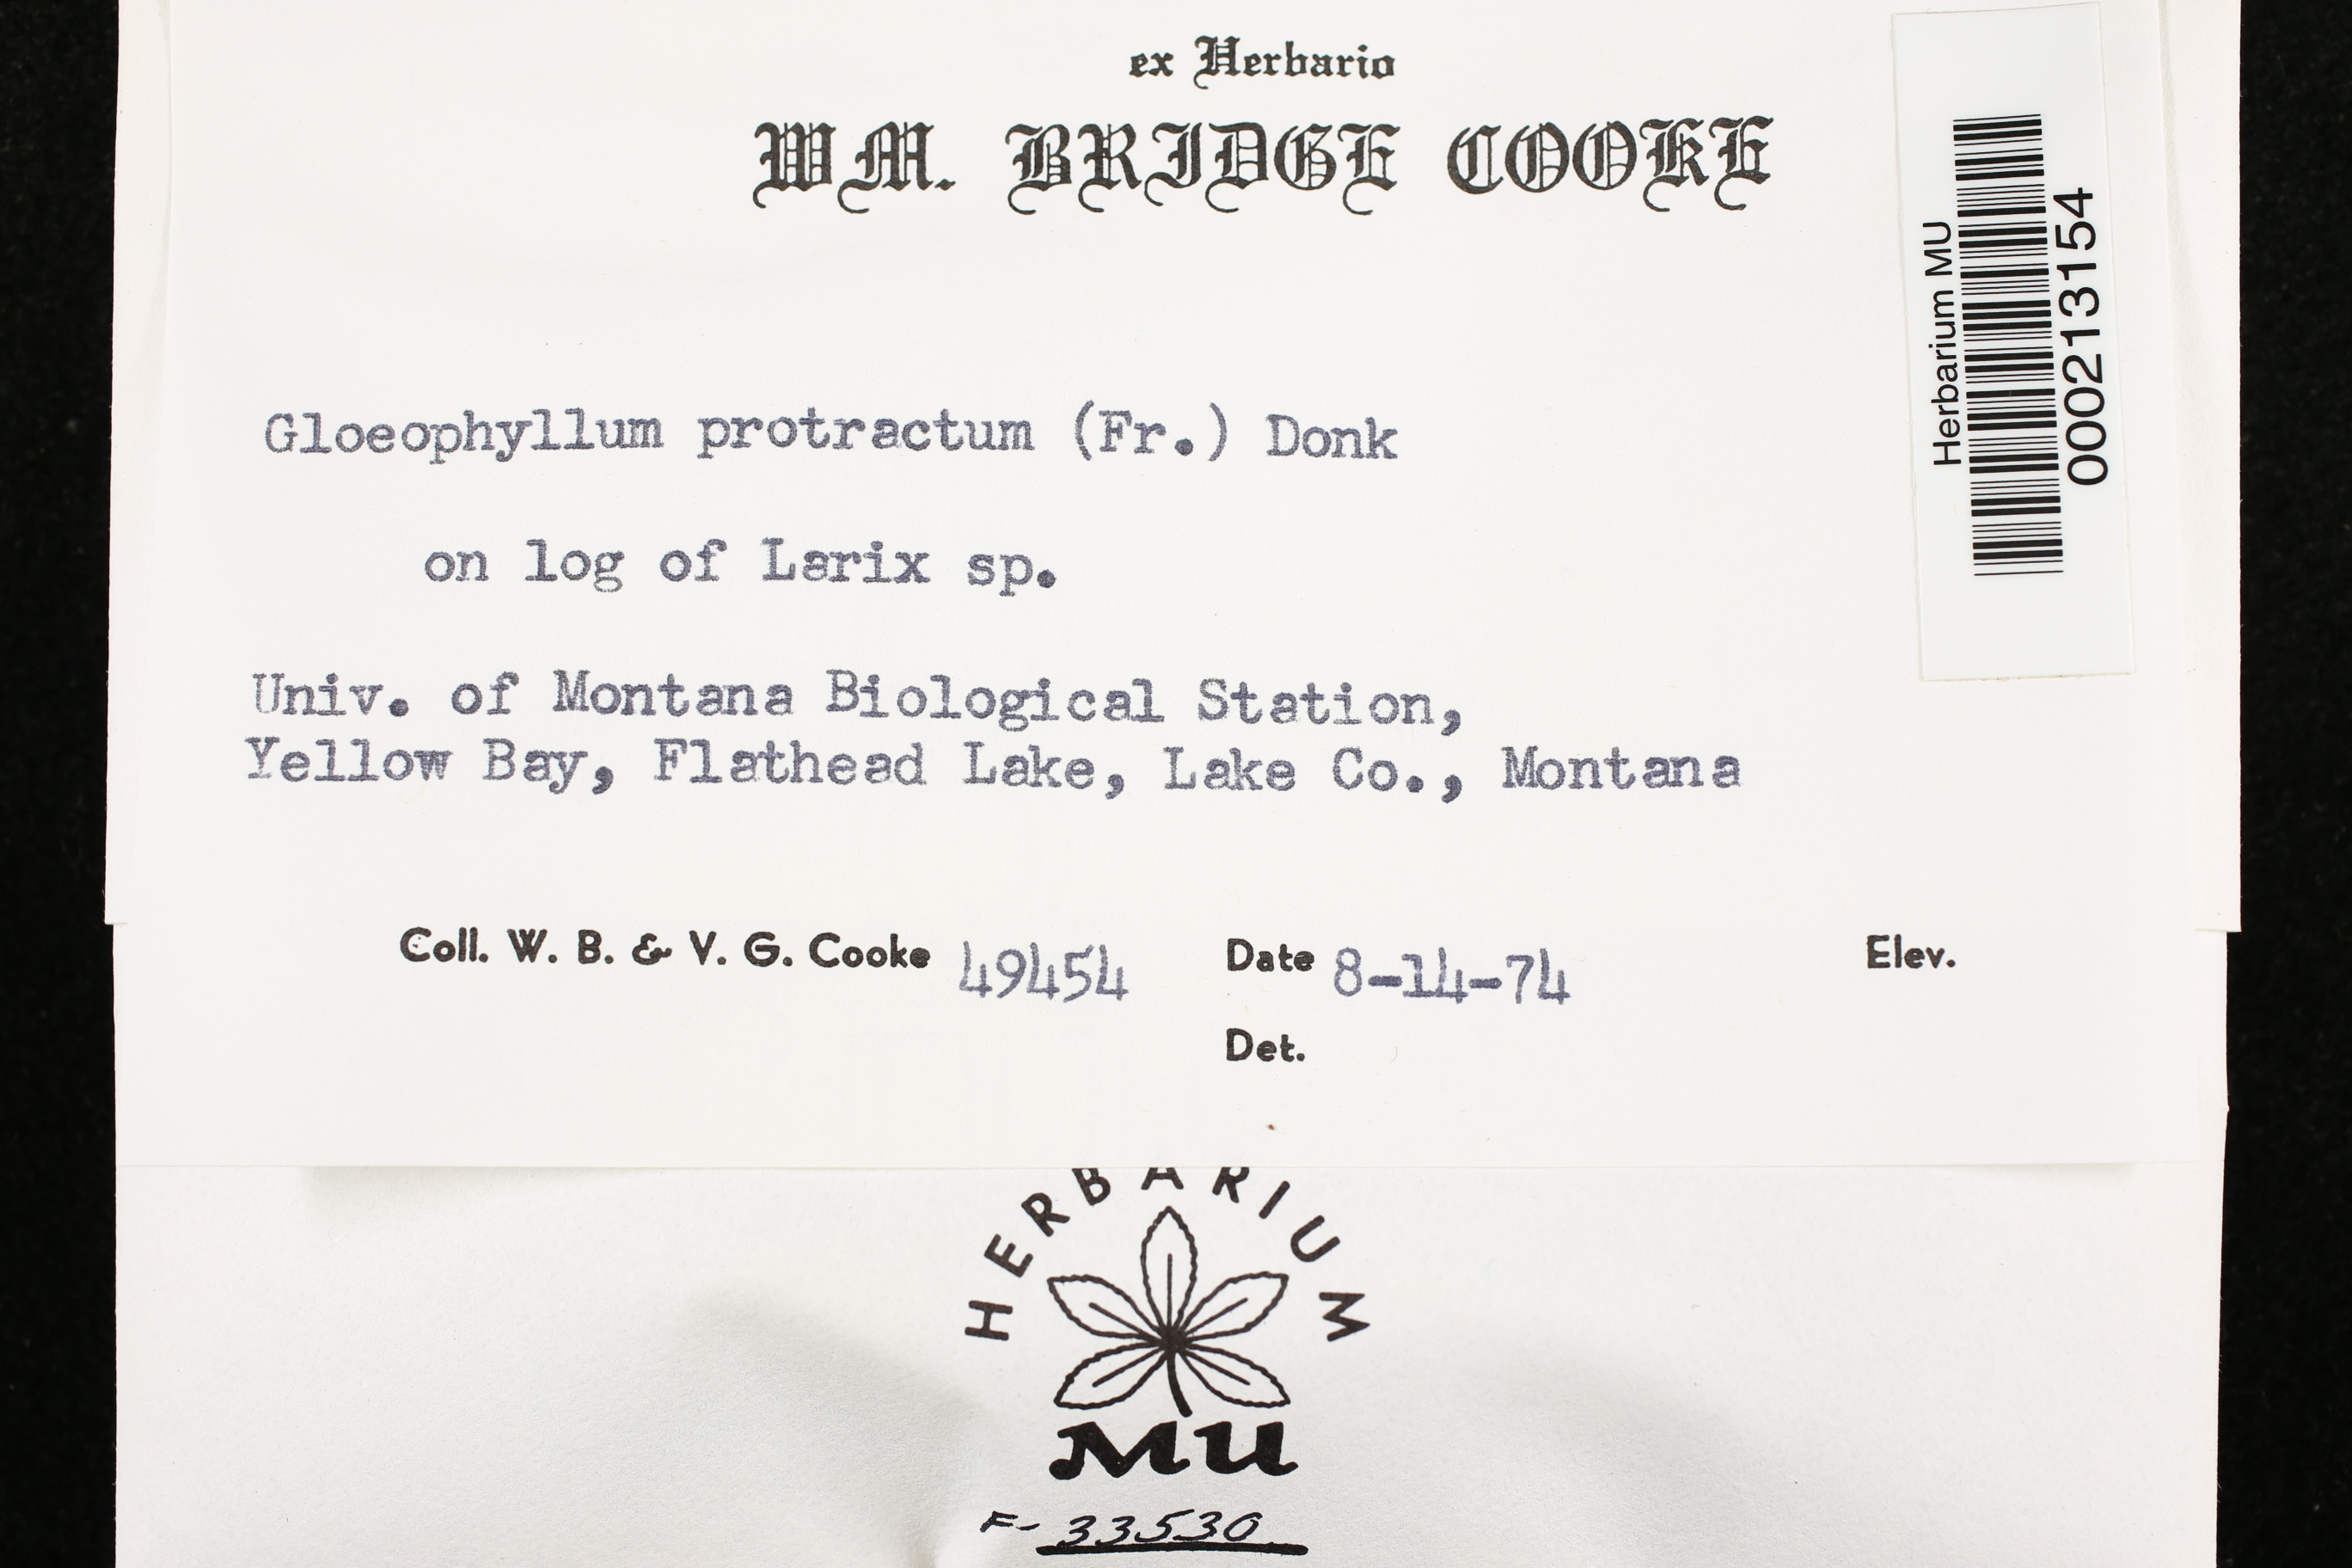 ex Herbario
WM. BRIDGE COOKE
Herbarium MU
000213154
Gloeophyllum protractum (Fr.) Donk
on log of Larix sp.
Univ. of Montana Biological Station,
Yellow Bay, Flathead Lake, Lake Co., Montana
Coll. W. B. & V. G. Cooke 49454 Date 8-14-74 Elev.
Det.
HERBARIUM
MU
F-33530